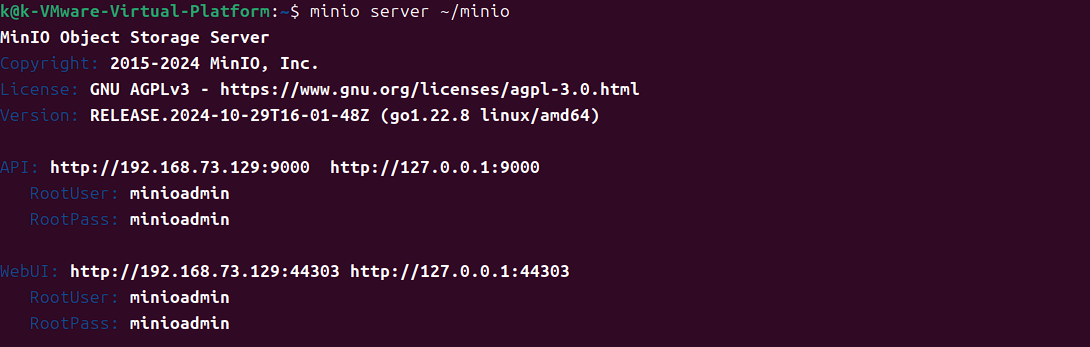 k@k-VMware-Virtual-Platform:~$ minio server ~/minio
MinIO Object Storage Server
Copyright: 2015-2024 MinIO, Inc.
License: GNU AGPLv3 - https://www.gnu.org/licenses/agpl-3.0.html
Version: RELEASE.2024-10-29T16-01-48Z (go1.22.8 linux/amd64)
API: http://192.168.73.129:9000  http://127.0.0.1:9000
RootUser: minioadmin
RootPass: minioadmin
WebUI: http://192.168.73.129:44303 http://127.0.0.1:44303
RootUser: minioadmin
RootPass: minioadmin